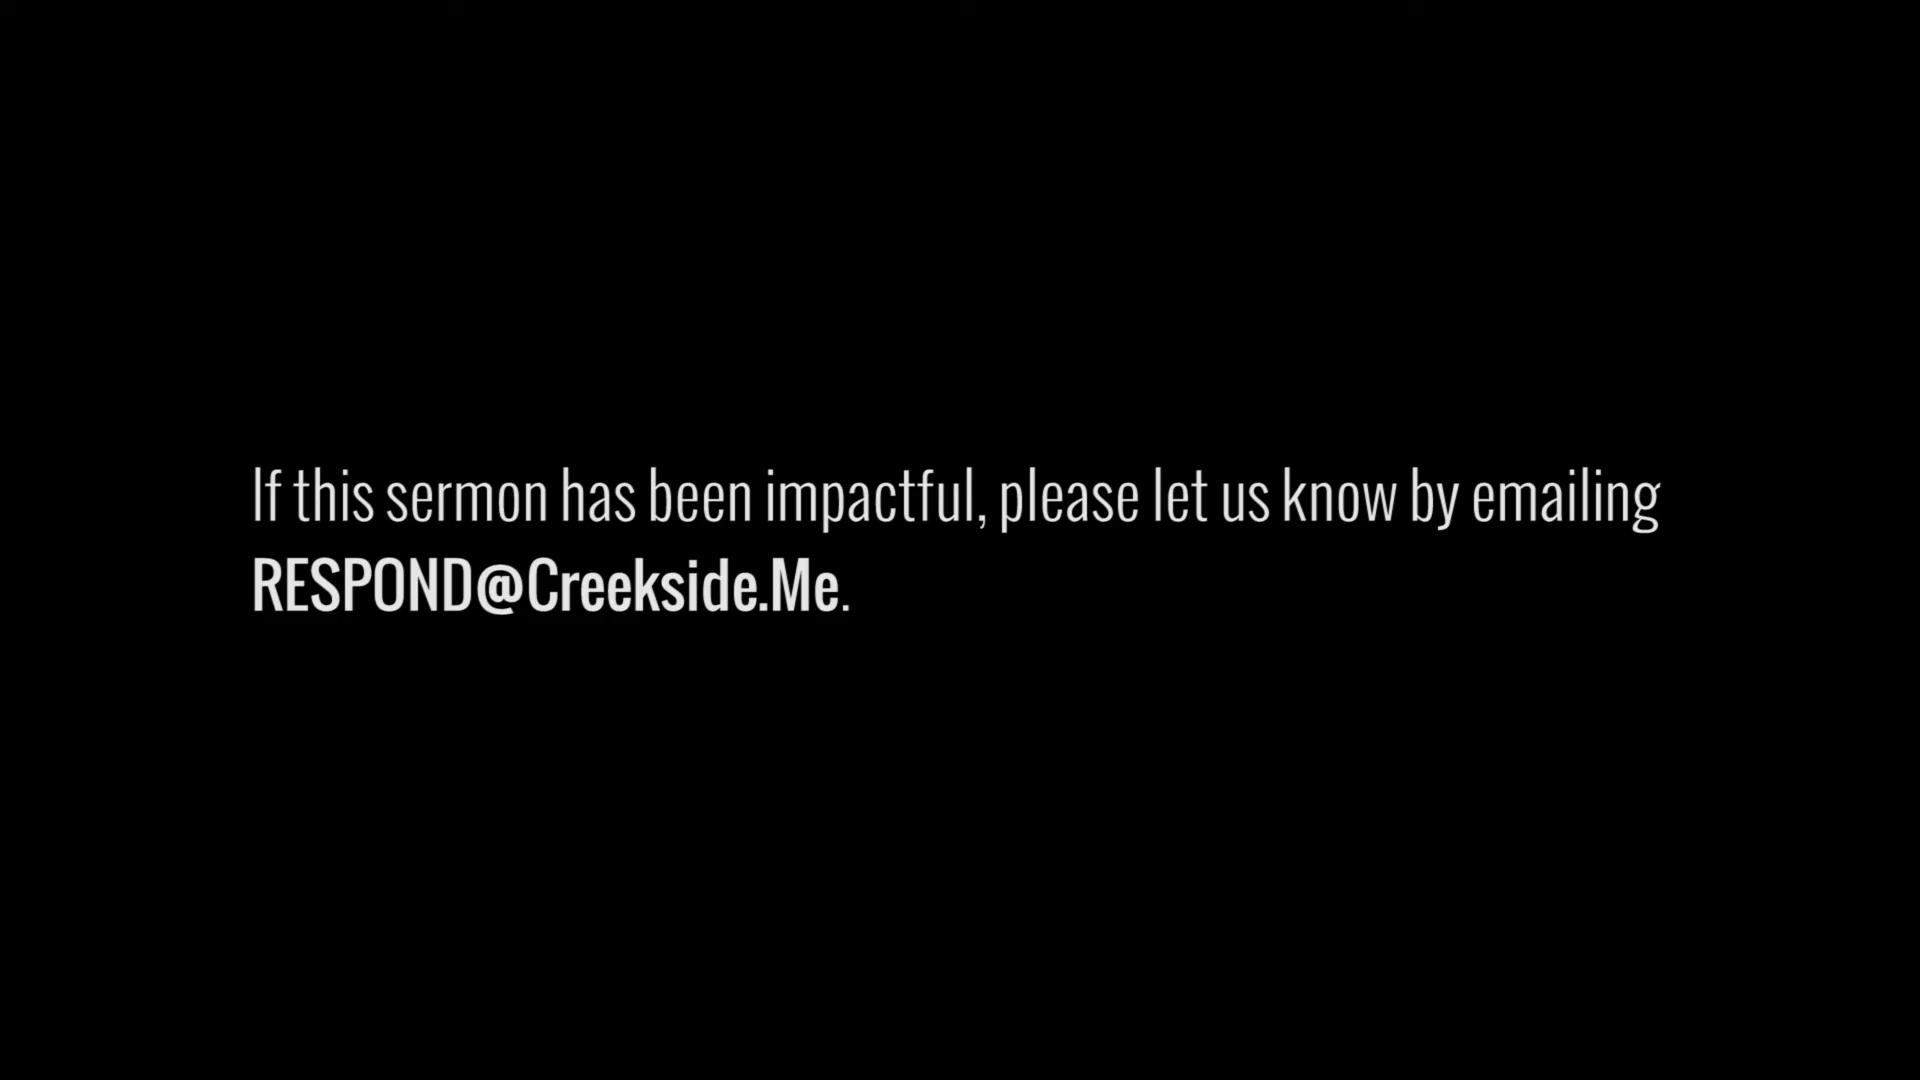 If this sermon has been impactful, please let us know by emailing
RESPOND@Creekside.Me.